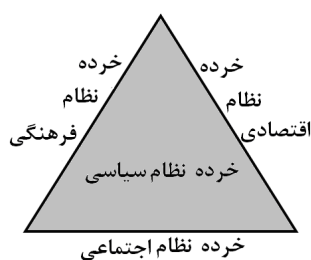 خرده
نظام
اقتصادی
خرده
نظام
فرهنگی
خرده نظام سیاسی
خرده نظام اجتماعی